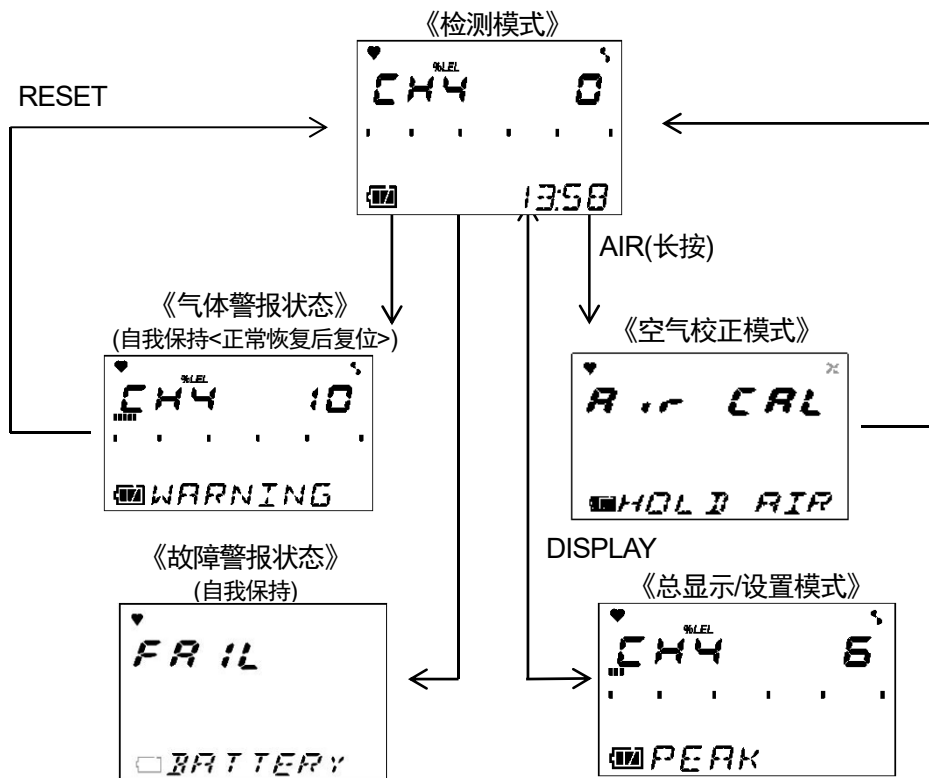 《检测模式》
%LEL
CH4 0
13:58
RESET
AIR(长按)
《气体警报状态》
(自我保持<正常恢复后复位>)
%LEL
CH4 10
WARNING
《空气校正模式》
Air CAL
HOLD AIR
《故障警报状态》
(自我保持)
FAIL
BATTERY
DISPLAY
《总显示/设置模式》
%LEL
CH4 6
PEAK